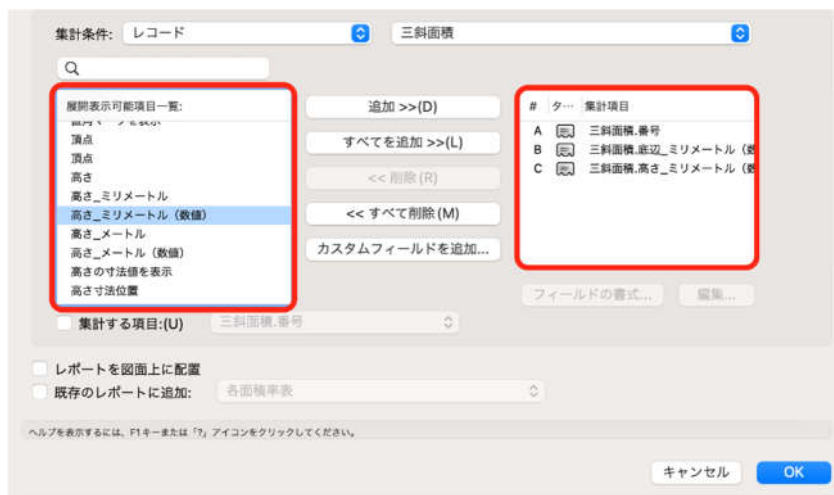 集計条件: レコード 三斜面積
展開表示可能項目一覧:
頂点
頂点
高さ
高さ_ミリメートル
高さ_ミリメートル（数値）
高さ_メートル
高さ_メートル（数値）
高さの寸法値を表示
高さ寸法位置
追加 >>(D)
すべてを追加 >>(L)
<< 削除(R)
<< すべて削除(M)
カスタムフィールドを追加...
# タ… 集計項目
A 三斜面積.番号
B 三斜面積.底辺_ミリメートル（数
C 三斜面積.高さ_ミリメートル（数
フィールドの書式... 編集...
集計する項目:(U) 三斜面積.番号
レポートを図面上に配置
既存のレポートに追加: 各面積率表
ヘルプを表示するには、F1キーまたは「?」アイコンをクリックしてください。
キャンセル OK